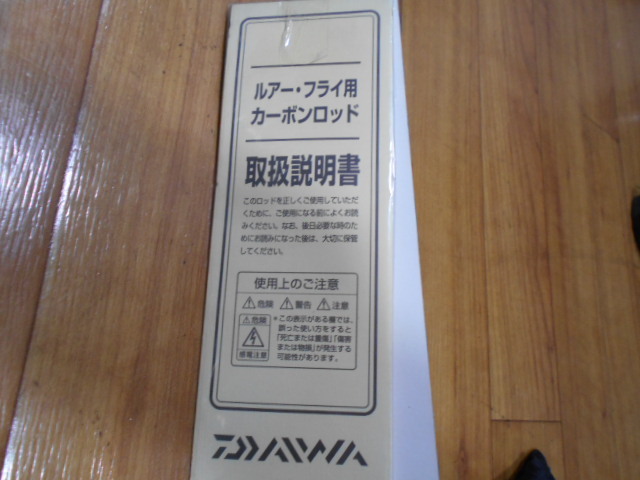 ルアー・フライ用
カーボンロッド
取扱説明書
このロッドを正しくご使用していただ
くために、ご使用になる前によくお読
みください。なお、後日必要な時のた
めにお読みになった後は、大切に保管
してください。
使用上のご注意
⚠危険 ⚠警告 ⚠注意
⚠危険
感電注意
*この表示がある欄では、
誤った使い方をすると
「死亡または重傷」「傷害
または物損」が発生する
可能性があります。
DAIWA